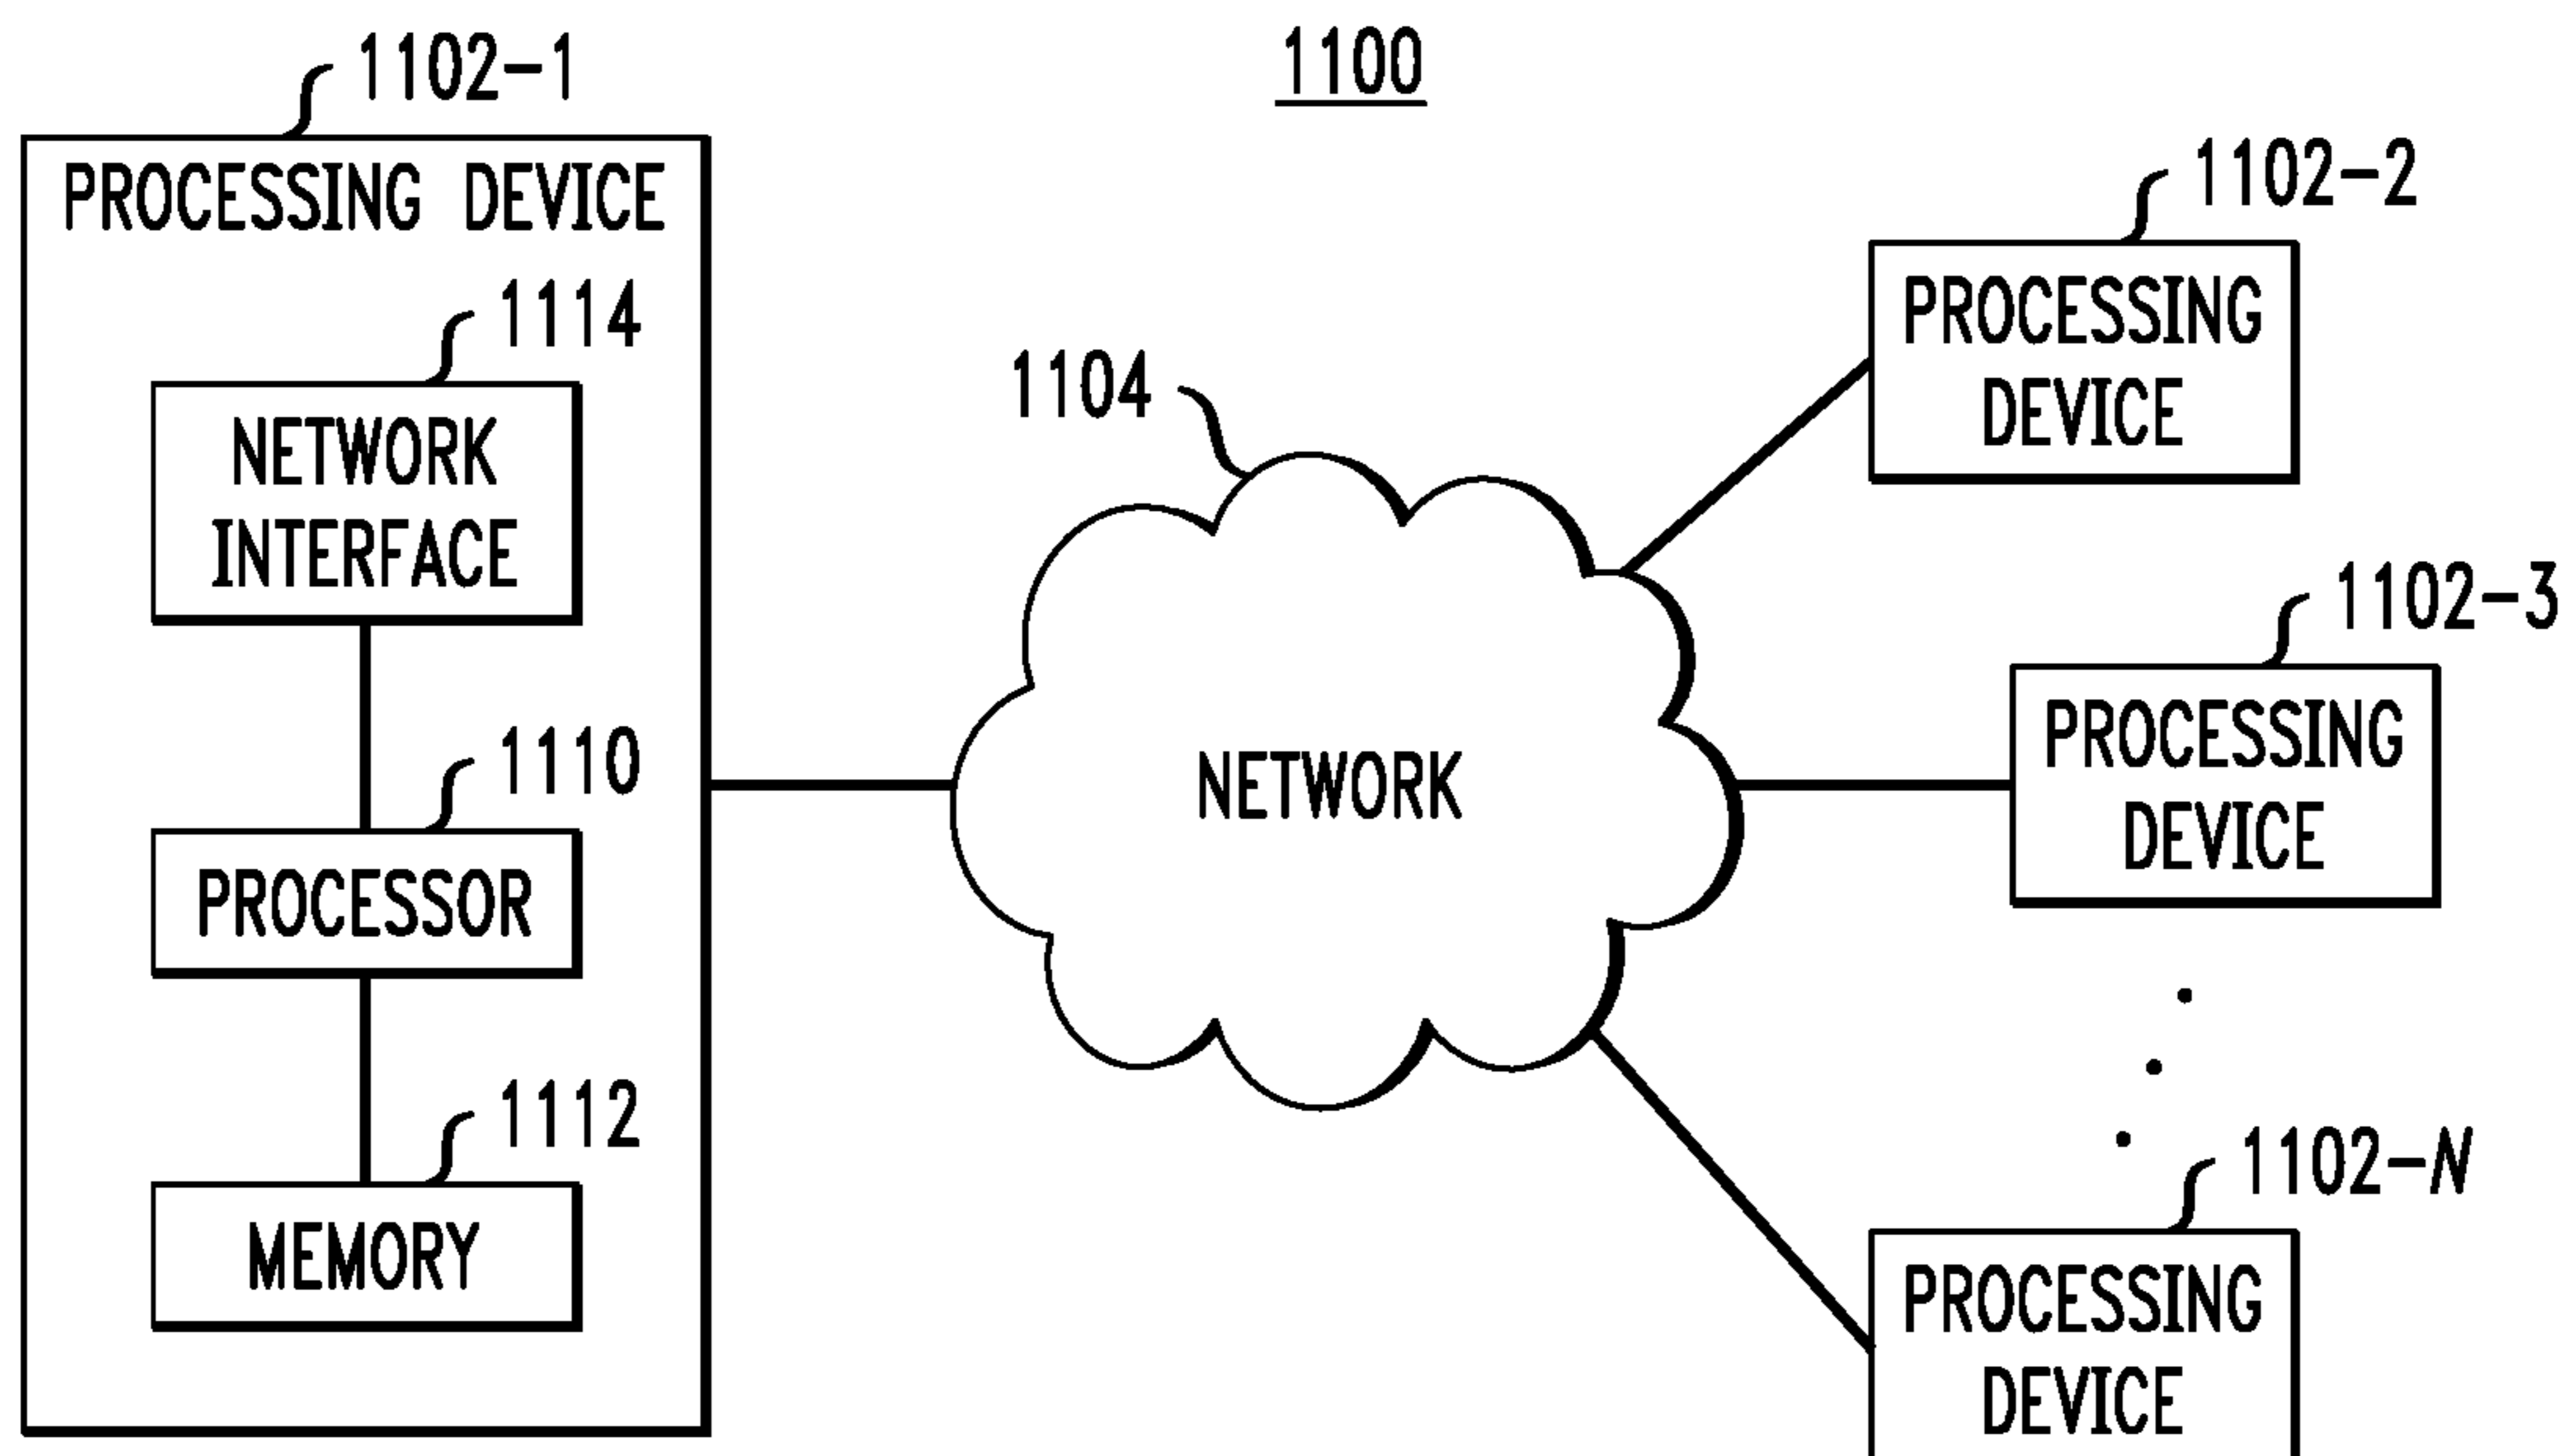 1100
1102-1
PROCESSING DEVICE
1114
NETWORK
INTERFACE
1110
PROCESSOR
1112
MEMORY
1104
NETWORK
1102-2
PROCESSING
DEVICE
1102-3
PROCESSING
DEVICE
1102-N
PROCESSING
DEVICE